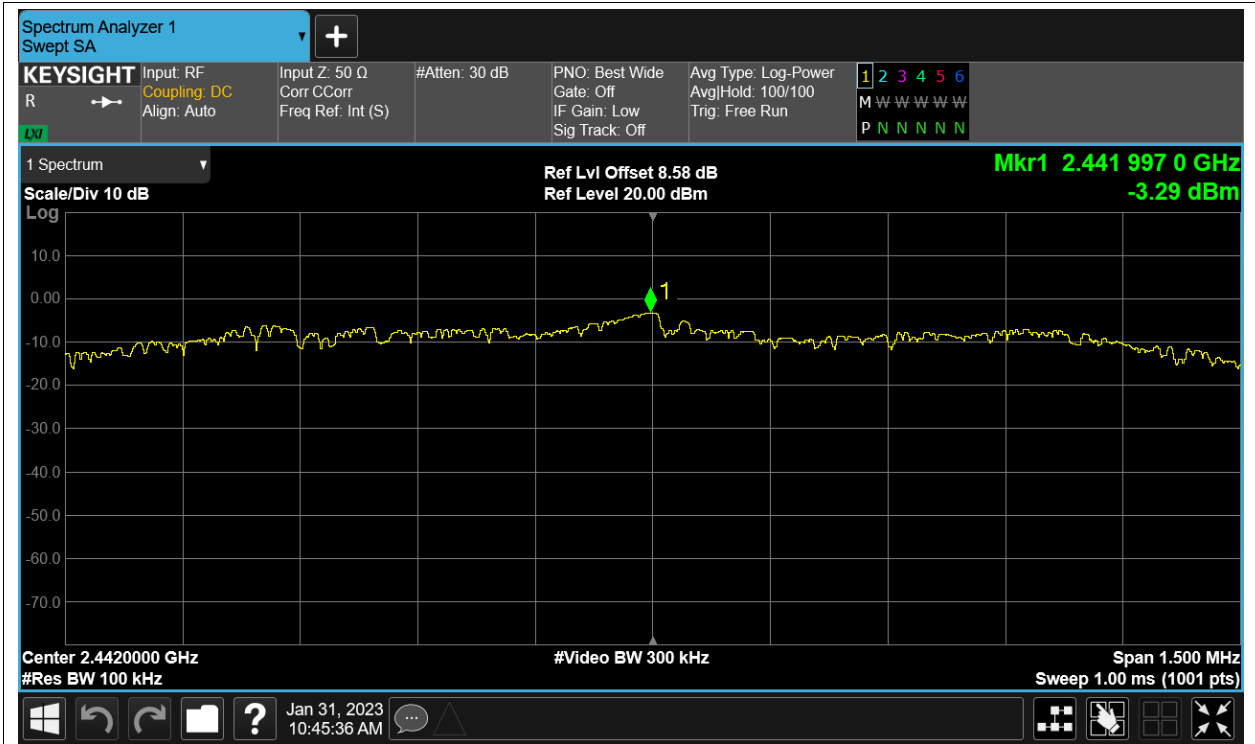 Spectrum Analyzer 1
Swept SA
KEYSIGHT
R
LXI
Input: RF
Coupling: DC
Align: Auto
Input Z: 50 Ω
Corr CCorr
Freq Ref: Int (S)
#Atten: 30 dB
PNO: Best Wide
Gate: Off
IF Gain: Low
Sig Track: Off
Avg Type: Log-Power
Avg|Hold: 100/100
Trig: Free Run
1 2 3 4 5 6
M W W W W W
P N N N N N
1 Spectrum
Scale/Div 10 dB
Log
Ref Lvl Offset 8.58 dB
Ref Level 20.00 dBm
Mkr1 2.441 997 0 GHz
-3.29 dBm
10.0
0.00
1
-10.0
-20.0
-30.0
-40.0
-50.0
-60.0
-70.0
Center 2.4420000 GHz
#Video BW 300 kHz
Span 1.500 MHz
#Res BW 100 kHz
Sweep 1.00 ms (1001 pts)
?
Jan 31, 2023
10:45:36 AM